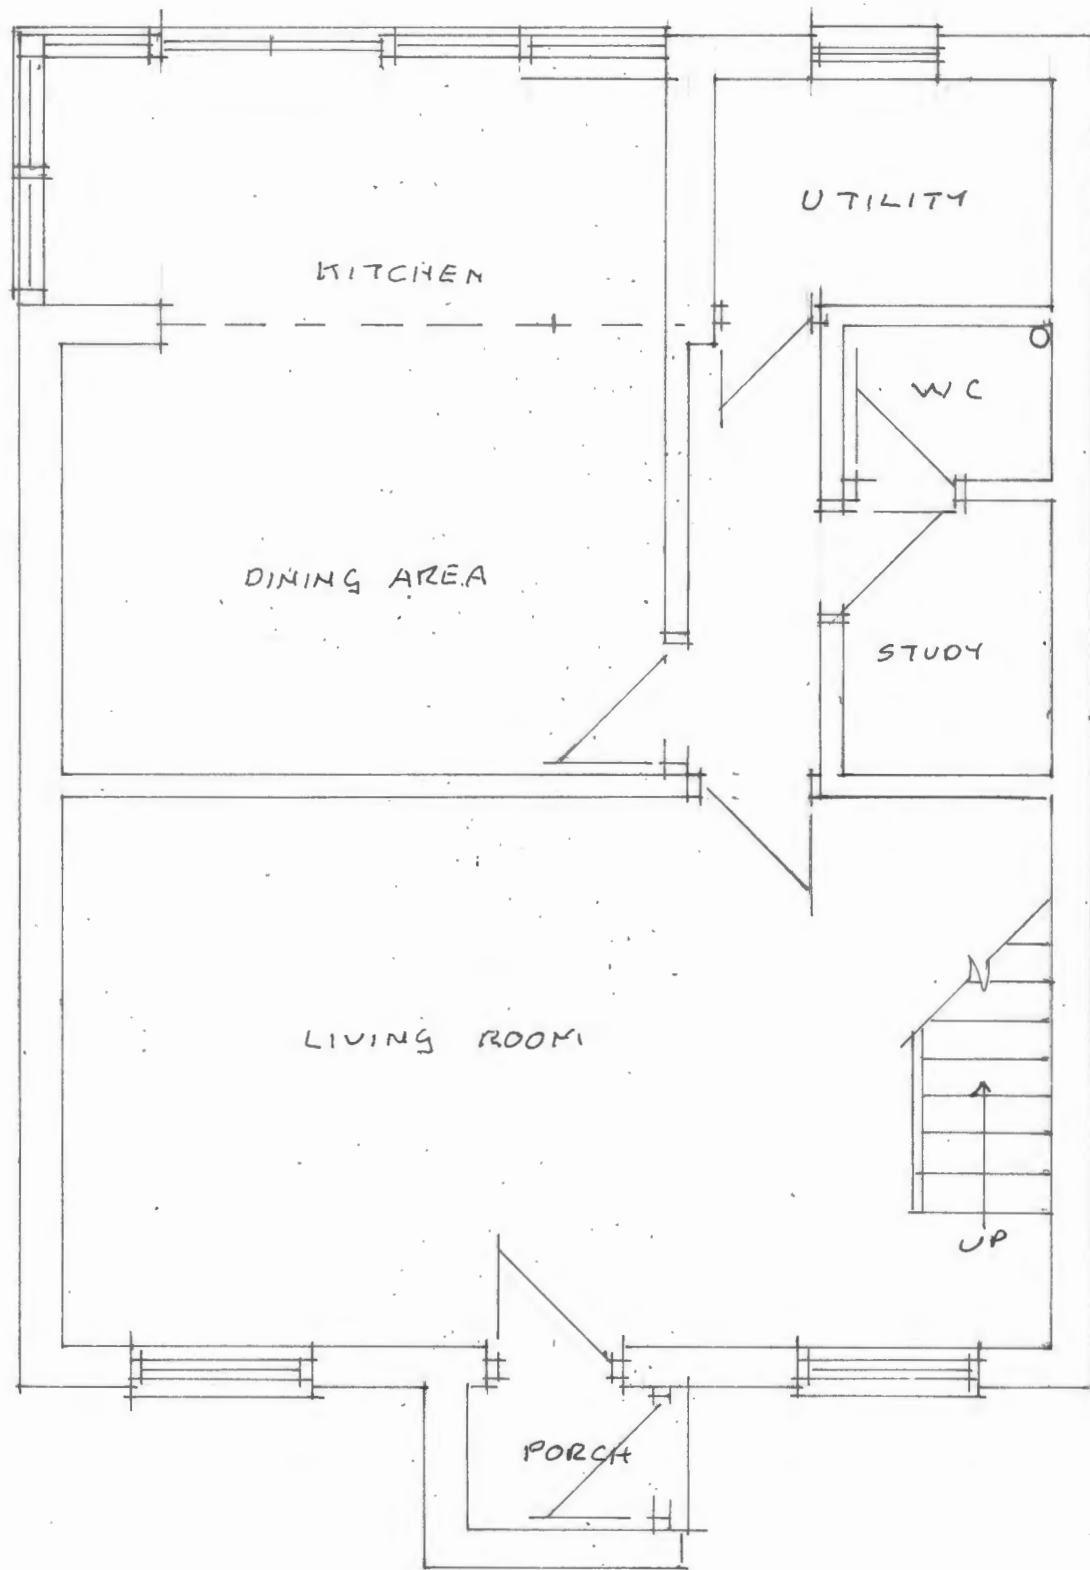 UTILITY
KITCHEN
WC
DINING AREA
STUDY
LIVING ROOM
UP
PORCH